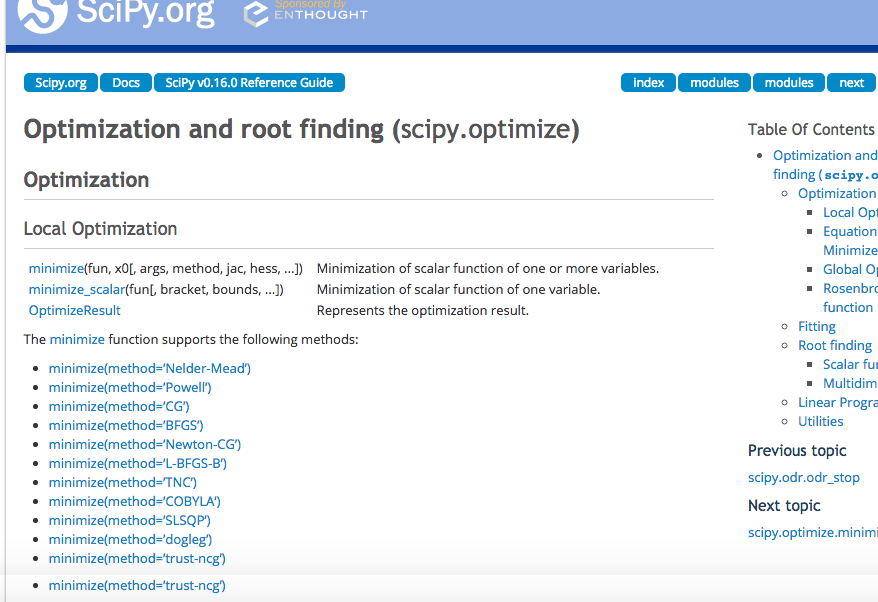 SciPy.org
Sponsored By
ENTHOUGHT
Scipy.org Docs SciPy v0.16.0 Reference Guide index modules modules next
Optimization and root finding (scipy.optimize)
Optimization
Local Optimization
minimize(fun, x0[, args, method, jac, hess, ...]) Minimization of scalar function of one or more variables.
minimize_scalar(fun[, bracket, bounds, ...]) Minimization of scalar function of one variable.
OptimizeResult Represents the optimization result.
The minimize function supports the following methods:
minimize(method='Nelder-Mead')
minimize(method='Powell')
minimize(method='CG')
minimize(method='BFGS')
minimize(method='Newton-CG')
minimize(method='L-BFGS-B')
minimize(method='TNC')
minimize(method='COBYLA')
minimize(method='SLSQP')
minimize(method='dogleg')
minimize(method='trust-ncg')
minimize(method='trust-ncg')
Table Of Contents
Optimization and
finding (scipy.o
Optimization
Local Opt
Equation
Minimize
Global Op
Rosenbro
function
Fitting
Root finding
Scalar fun
Multidim
Linear Progra
Utilities
Previous topic
scipy.odr.odr_stop
Next topic
scipy.optimize.minimi